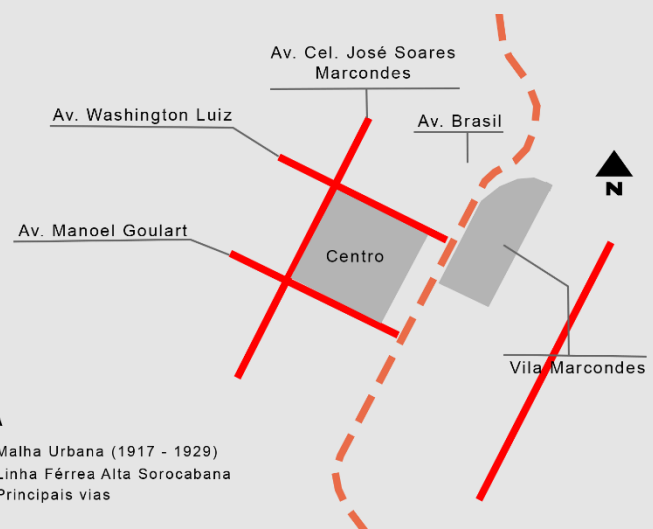 Av. Cel. José Soares
Marcondes
Av. Washington Luiz
Av. Brasil
N
Av. Manoel Goulart
Centro
Vila Marcondes
A
Malha Urbana (1917 - 1929)
Linha Férrea Alta Sorocabana
Principais vias